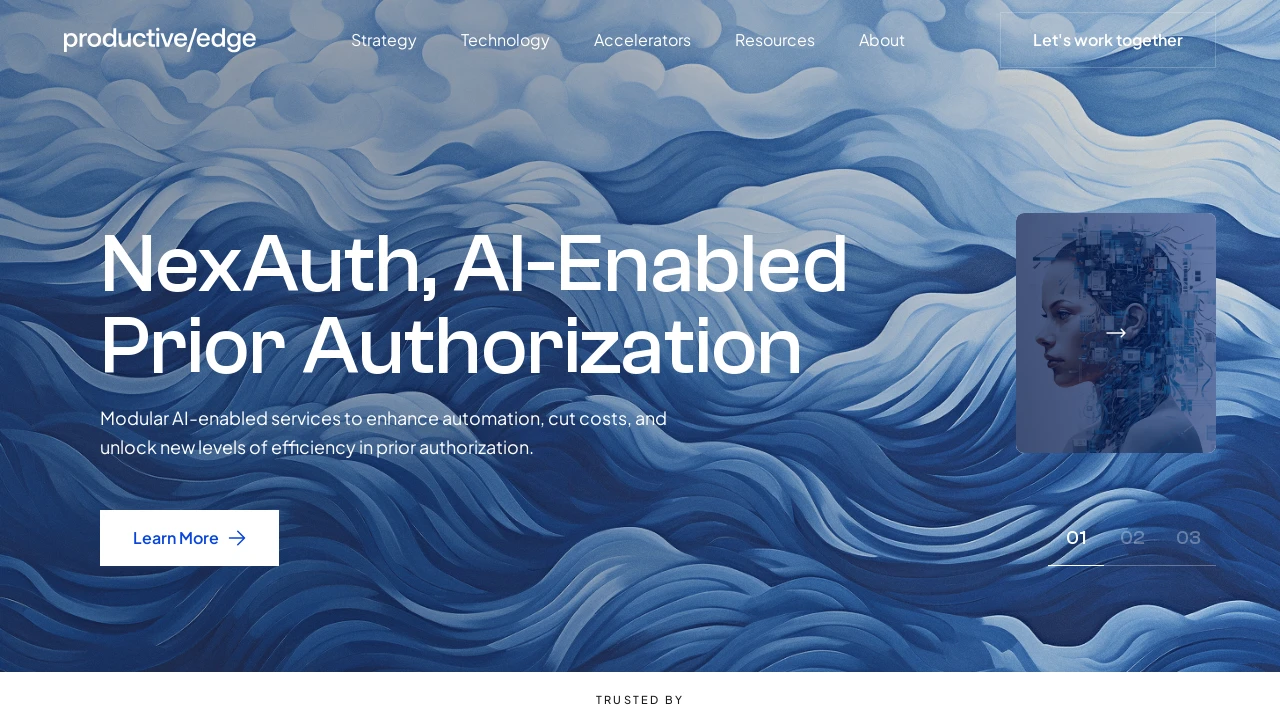 productive/edge
Strategy
Technology
Accelerators
Resources
About
Let's work together
NexAuth, AI-Enabled
Prior Authorization
Modular AI-enabled services to enhance automation, cut costs, and
unlock new levels of efficiency in prior authorization.
Learn More
01
02
03
TRUSTED BY